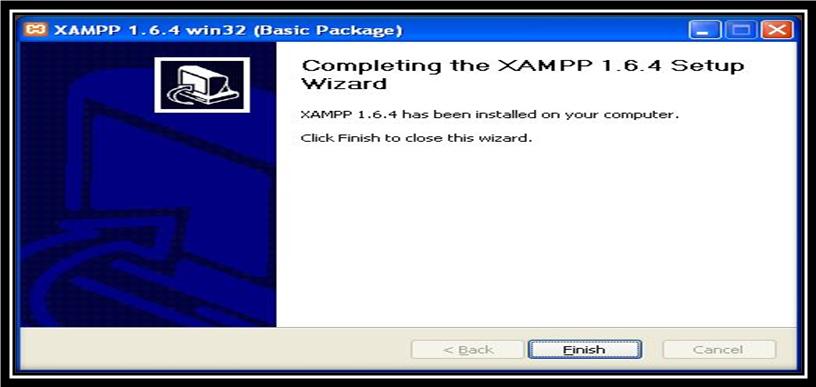 XAMPP 1.6.4 win32 (Basic Package)
Completing the XAMPP 1.6.4 Setup
Wizard
XAMPP 1.6.4 has been installed on your computer.
Click Finish to close this wizard.
< Back Finish Cancel